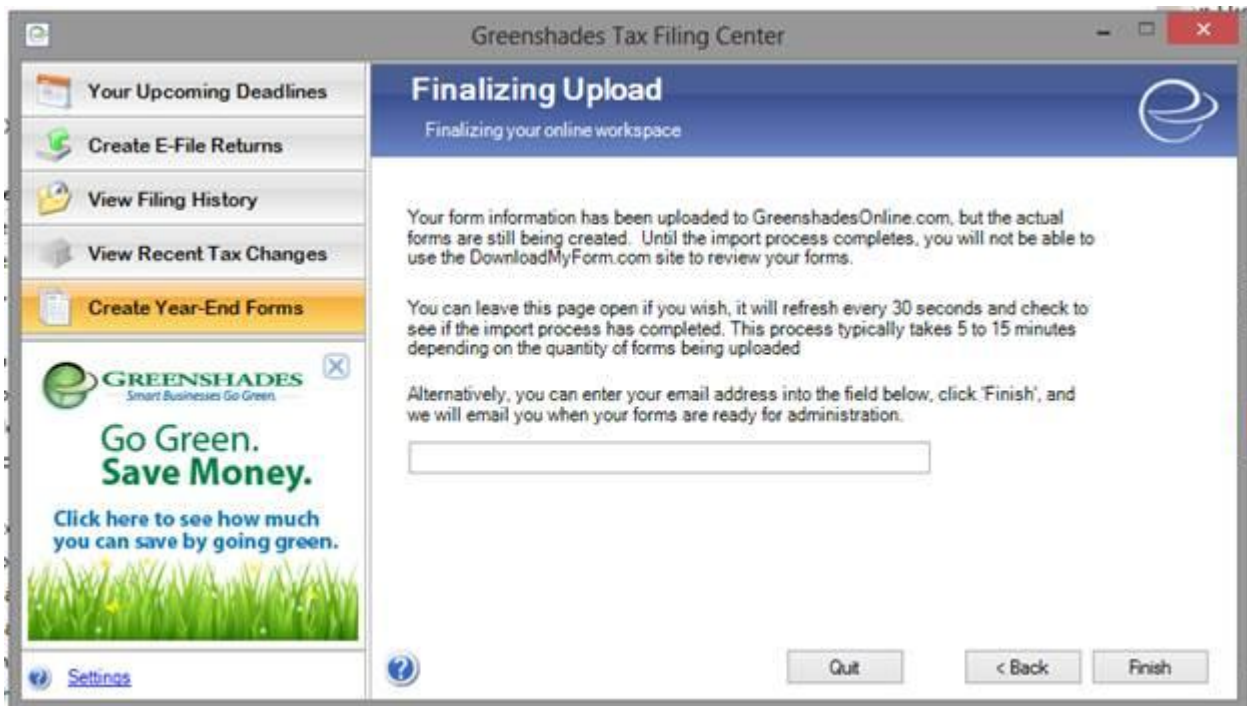 Greenshades Tax Filing Center
Your Upcoming Deadlines
Create E-File Returns
View Filing History
View Recent Tax Changes
Create Year-End Forms
GREENSHADES
Smart Businesses Go Green.
Go Green.
Save Money.
Click here to see how much
you can save by going green.
Settings
Finalizing Upload
Finalizing your online workspace
Your form information has been uploaded to GreenshadesOnline.com, but the actual
forms are still being created. Until the import process completes, you will not be able to
use the DownloadMyForm.com site to review your forms.
You can leave this page open if you wish, it will refresh every 30 seconds and check to
see if the import process has completed. This process typically takes 5 to 15 minutes
depending on the quantity of forms being uploaded
Alternatively, you can enter your email address into the field below, click 'Finish', and
we will email you when your forms are ready for administration.
Quit
< Back
Finish